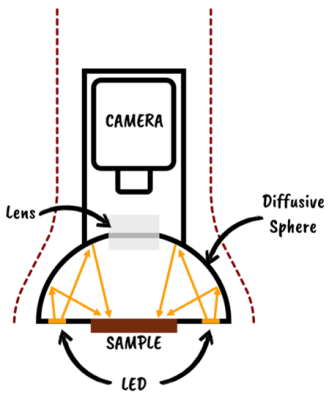 CAMERA
Lens
Diffusive
Sphere
SAMPLE
LED